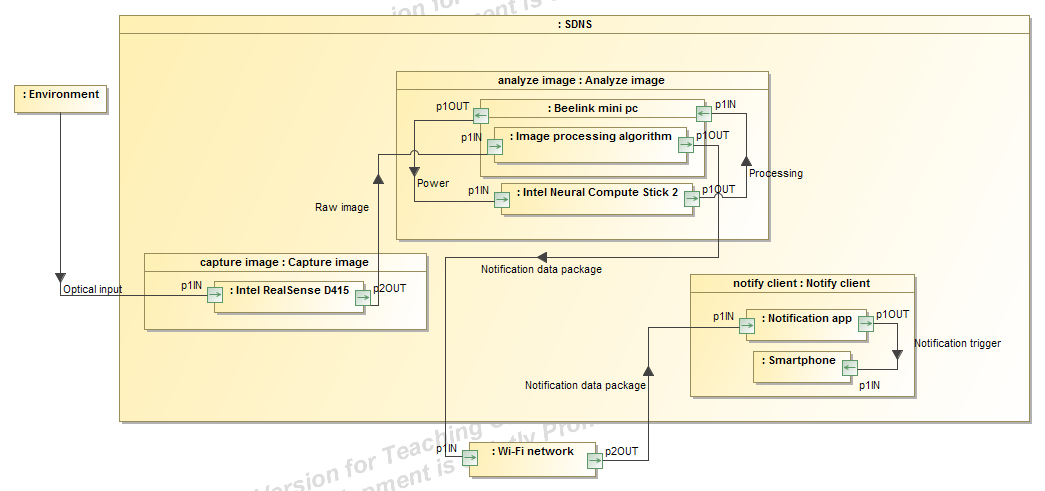 : SDNS
: Environment
analyze image : Analyze image
p1OUT
: Beelink mini pc
p1IN
p1IN
: Image processing algorithm
p1OUT
Power
Processing
p1IN
: Intel Neural Compute Stick 2
p1OUT
Raw image
capture image : Capture image
Notification data package
Optical input
p1IN
: Intel RealSense D415
p2OUT
notify client : Notify client
p1IN
: Notification app
p1OUT
Notification trigger
: Smartphone
p1IN
Notification data package
p1IN
: Wi-Fi network
p2OUT
Version for Teaching